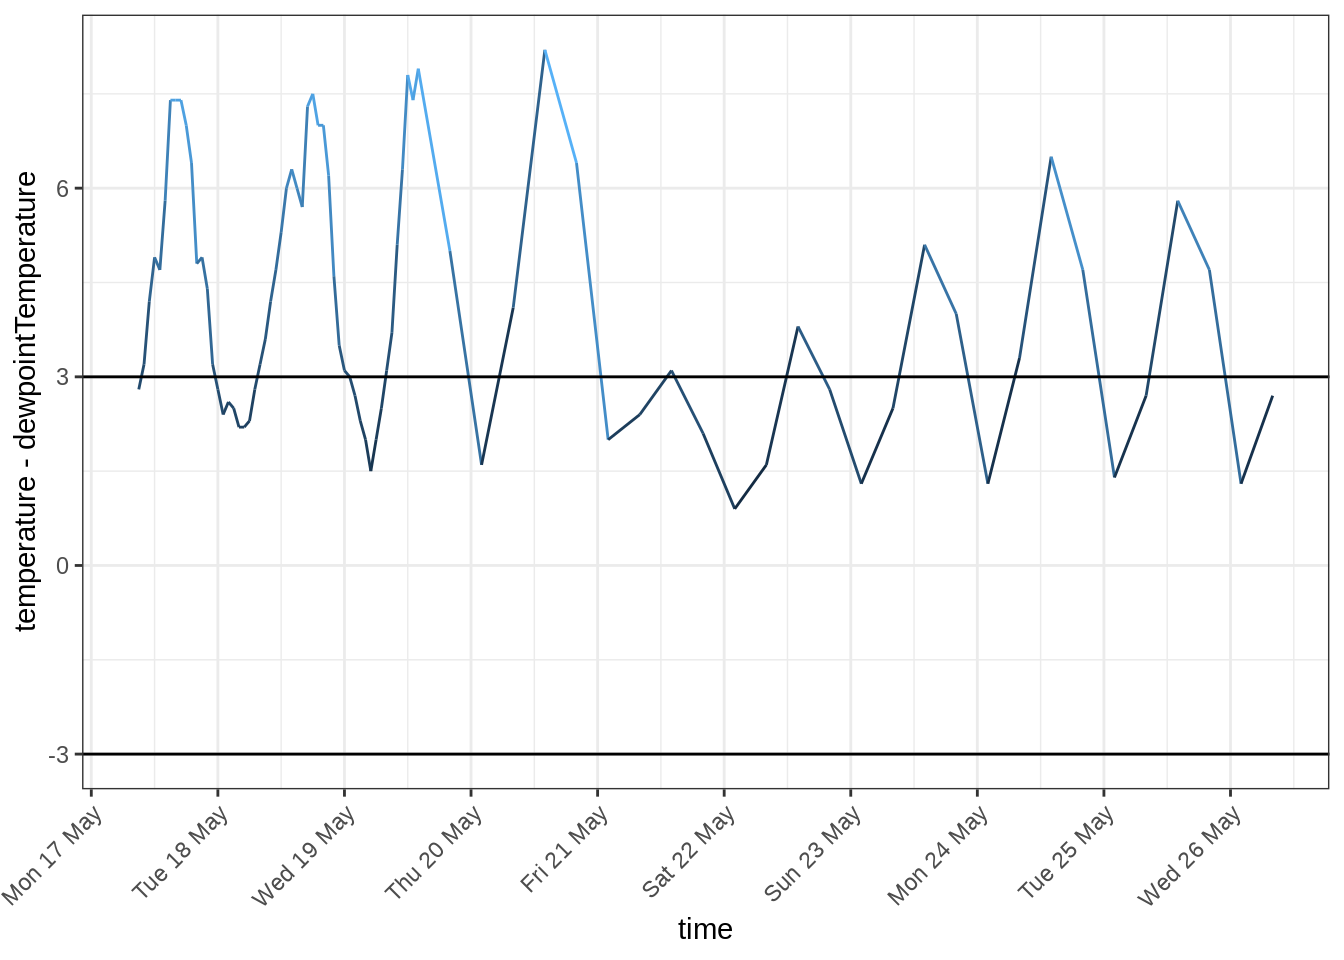 temperature - dewpointTemperature
6
3
0
-3
Mon 17 May
Tue 18 May
Wed 19 May
Thu 20 May
Fri 21 May
Sat 22 May
Sun 23 May
Mon 24 May
Tue 25 May
Wed 26 May
time